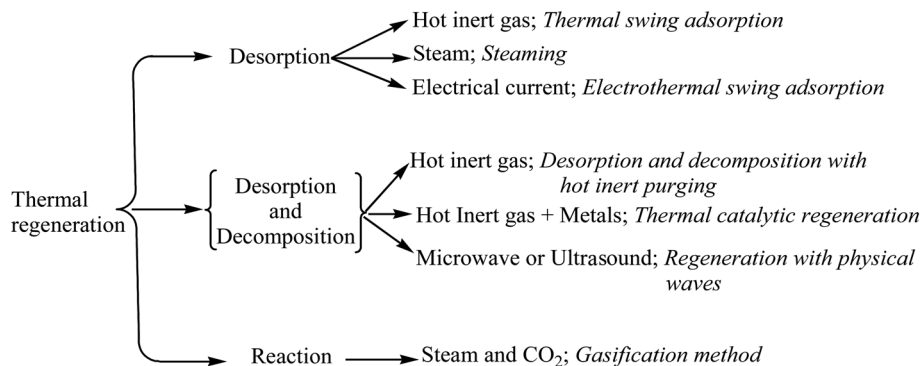 Thermal
regeneration
Desorption
Hot inert gas; Thermal swing adsorption
Steam; Steaming
Electrical current; Electrothermal swing adsorption
Desorption
and
Decomposition
Hot inert gas; Desorption and decomposition with
hot inert purging
Hot Inert gas + Metals; Thermal catalytic regeneration
Microwave or Ultrasound; Regeneration with physical
waves
Reaction
Steam and CO₂; Gasification method